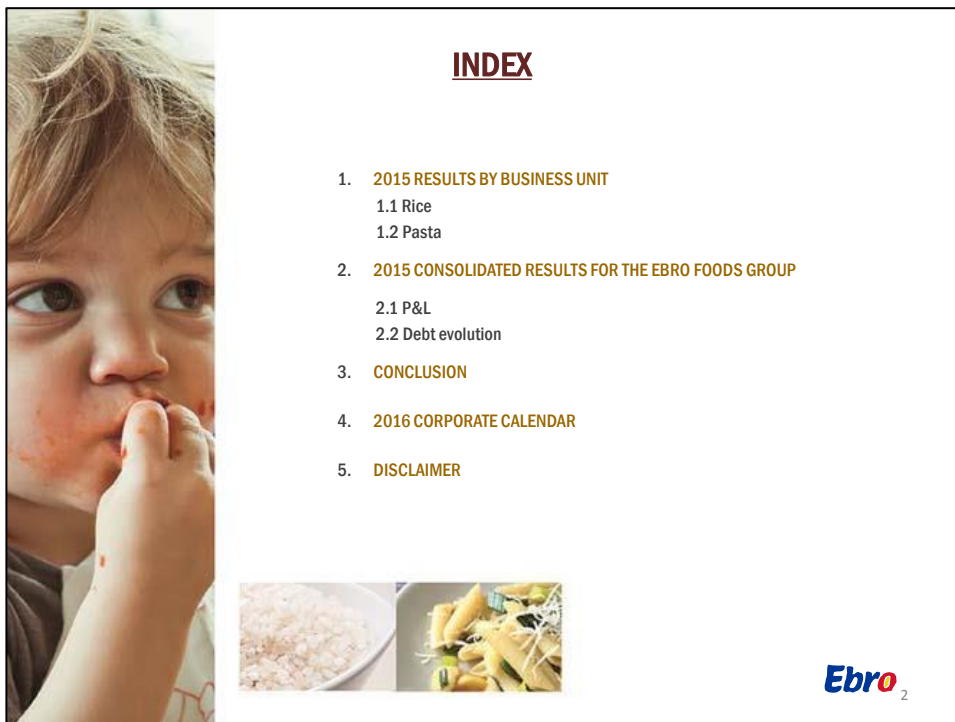 INDEX
1. 2015 RESULTS BY BUSINESS UNIT
1.1 Rice
1.2 Pasta
2. 2015 CONSOLIDATED RESULTS FOR THE EBRO FOODS GROUP
2.1 P&L
2.2 Debt evolution
3. CONCLUSION
4. 2016 CORPORATE CALENDAR
5. DISCLAIMER
Ebro
2